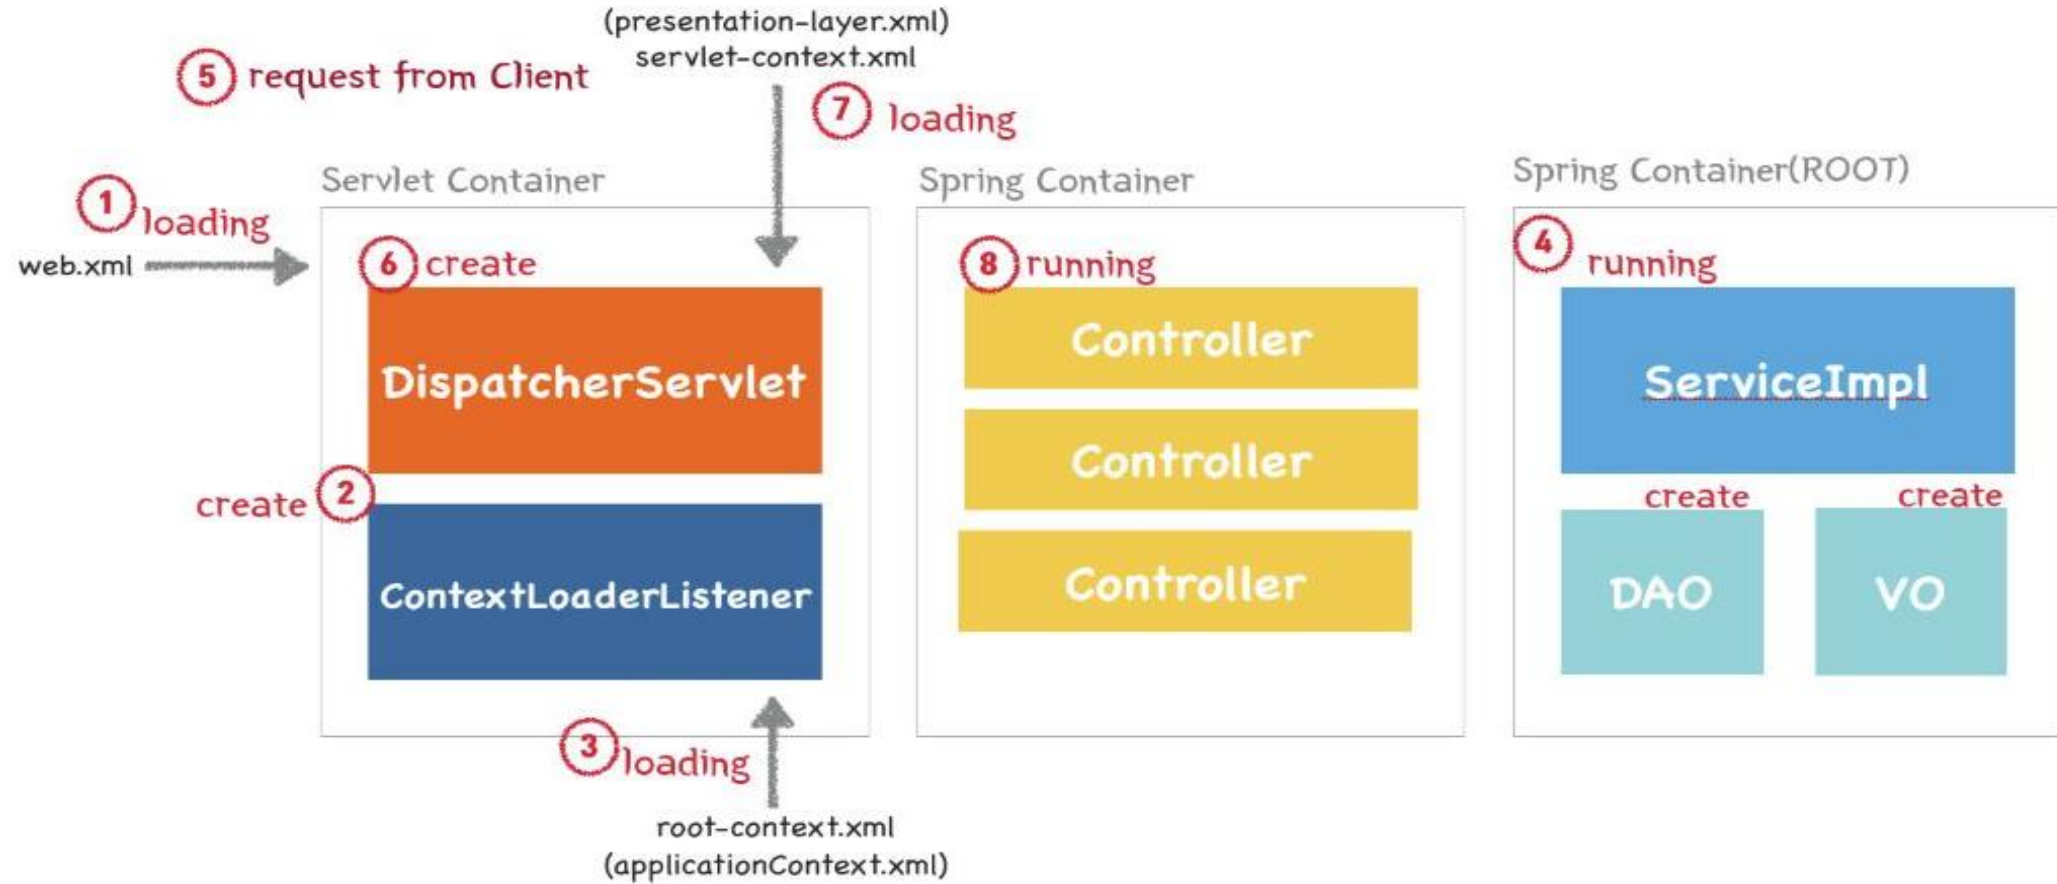 (presentation-layer.xml)
servlet-context.xml
5 request from Client
7 loading
Servlet Container
Spring Container
Spring Container(ROOT)
1 loading
web.xml
6 create
8 running
4 running
DispatcherServlet
Controller
Controller
Controller
ServiceImpl
create 2
create
create
ContextLoaderListener
DAO
VO
3 loading
root-context.xml
(applicationContext.xml)